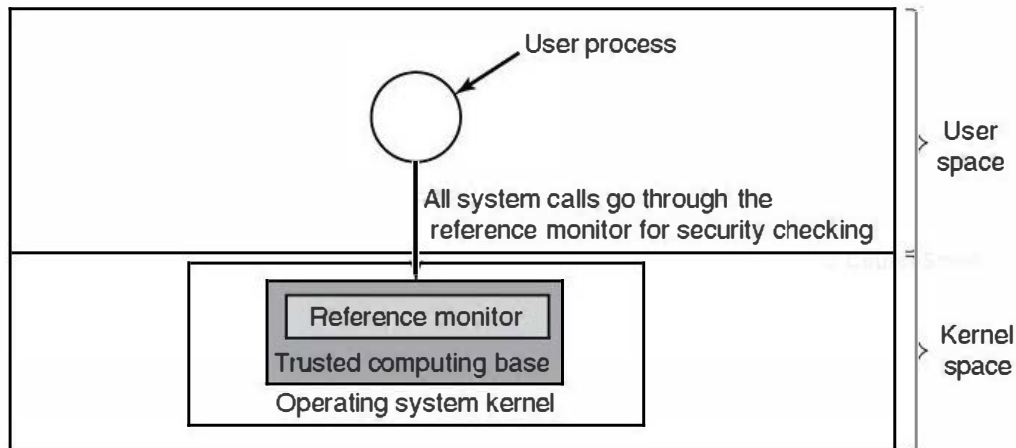 User process
User
space
All system calls go through the
reference monitor for security checking
Reference monitor
Trusted computing base
Operating system kernel
Kernel
space